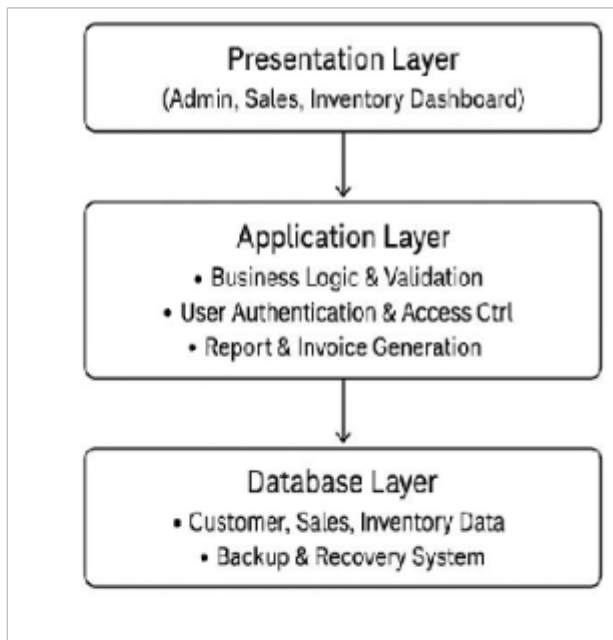 Presentation Layer
(Admin, Sales, Inventory Dashboard)
Application Layer
• Business Logic & Validation
• User Authentication & Access Ctrl
• Report & Invoice Generation
Database Layer
• Customer, Sales, Inventory Data
• Backup & Recovery System